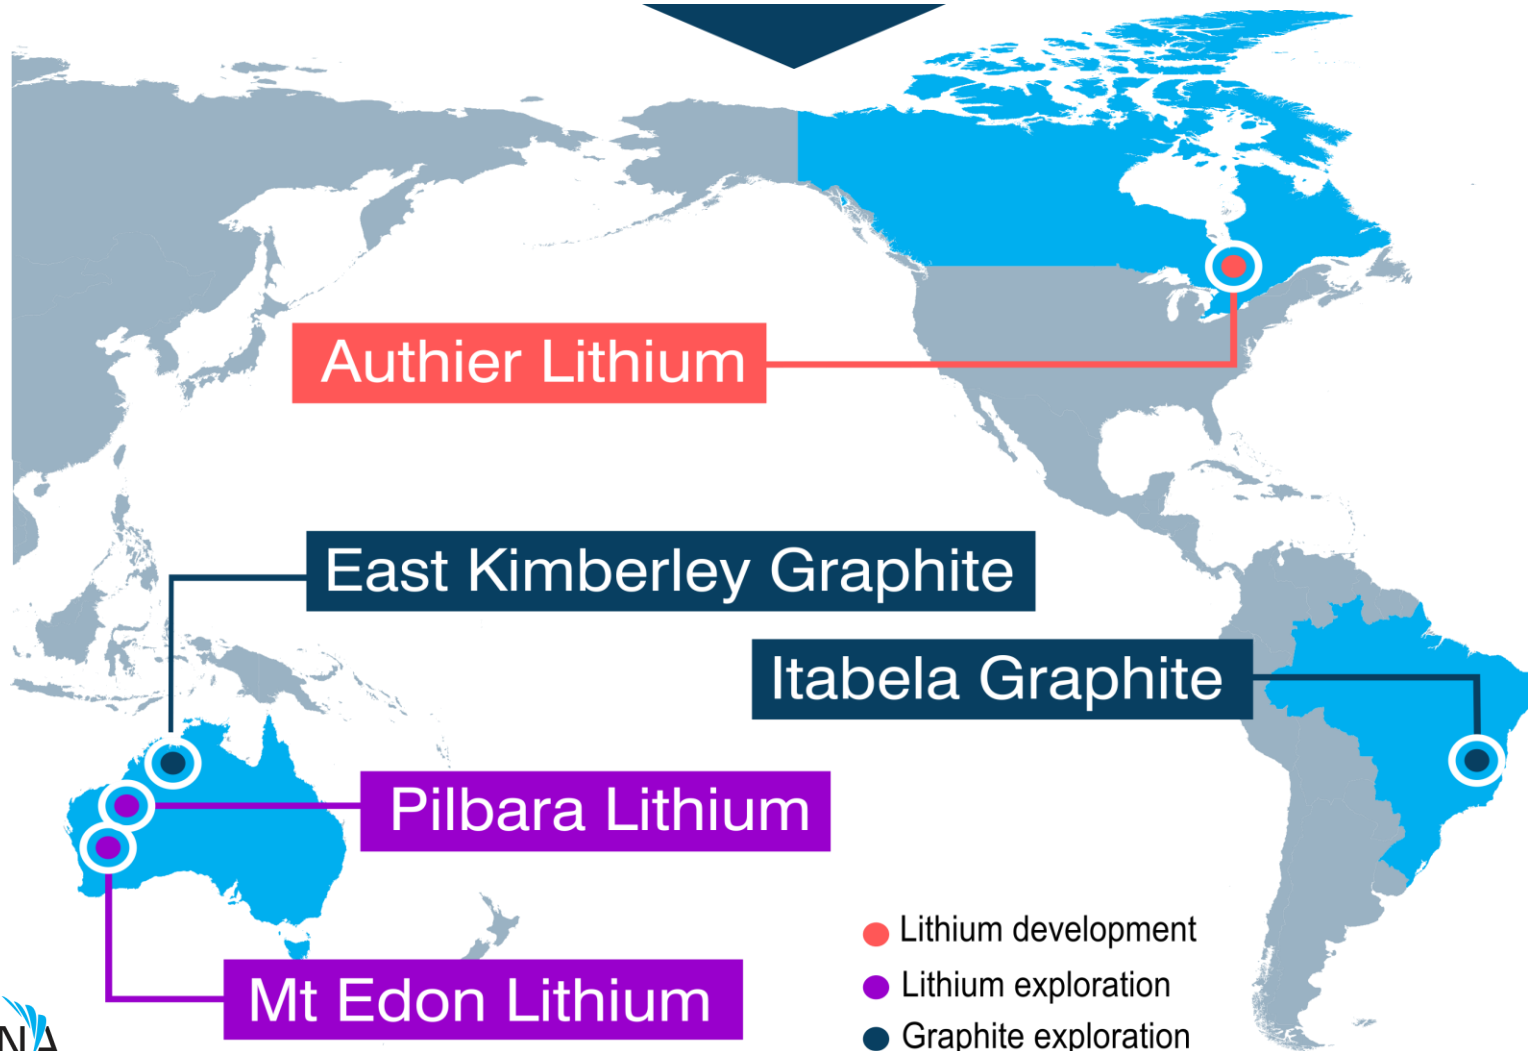 Authier Lithium
East Kimberley Graphite
Itabela Graphite
Pilbara Lithium
Mt Edon Lithium
Lithium development
Lithium exploration
Graphite exploration